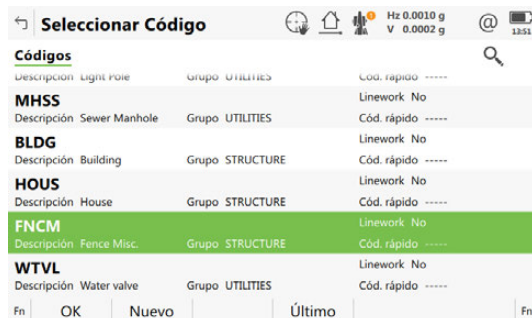 Seleccionar Código
Hz 0.0010 g
V 0.0002 g
@
13:51
Códigos
Descripción Light Pole Grupo UTILITIES Cód. rápido -----
MHSS Linework No
Descripción Sewer Manhole Grupo UTILITIES Cód. rápido -----
BLDG Linework No
Descripción Building Grupo STRUCTURE Cód. rápido -----
HOUS Linework No
Descripción House Grupo STRUCTURE Cód. rápido -----
FNCM Linework No
Descripción Fence Misc. Grupo STRUCTURE Cód. rápido -----
WTVL Linework No
Descripción Water valve Grupo UTILITIES Cód. rápido -----
Fn OK Nuevo Último Fn